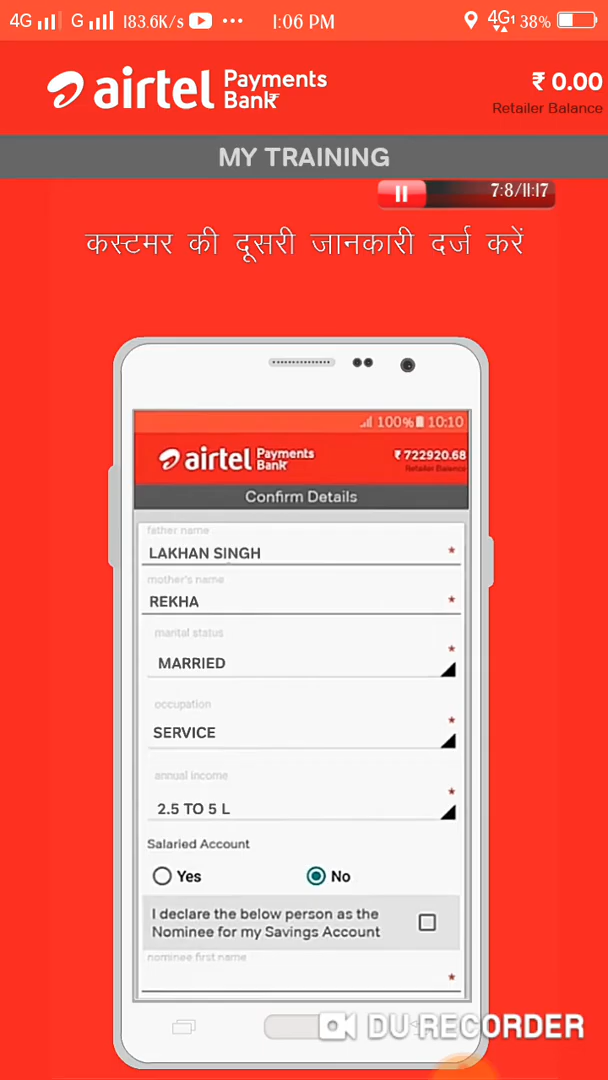 4G G 183.6K/s ... 1:06 PM 4G1 38%
airtel Payments Bank ₹ 0.00
Retailer Balance
MY TRAINING
7:8/11:17
कस्टमर की दूसरी जानकारी दर्ज करें
100% 10:10
airtel Payments Bank ₹ 722920.68
Retailer Balance
Confirm Details
father name
LAKHAN SINGH *
mother's name
REKHA *
marital status
MARRIED *
occupation
SERVICE *
annual income
2.5 TO 5 L *
Salaried Account
Yes No
I declare the below person as the
Nominee for my Savings Account
nominee first name
*
DU RECORDER